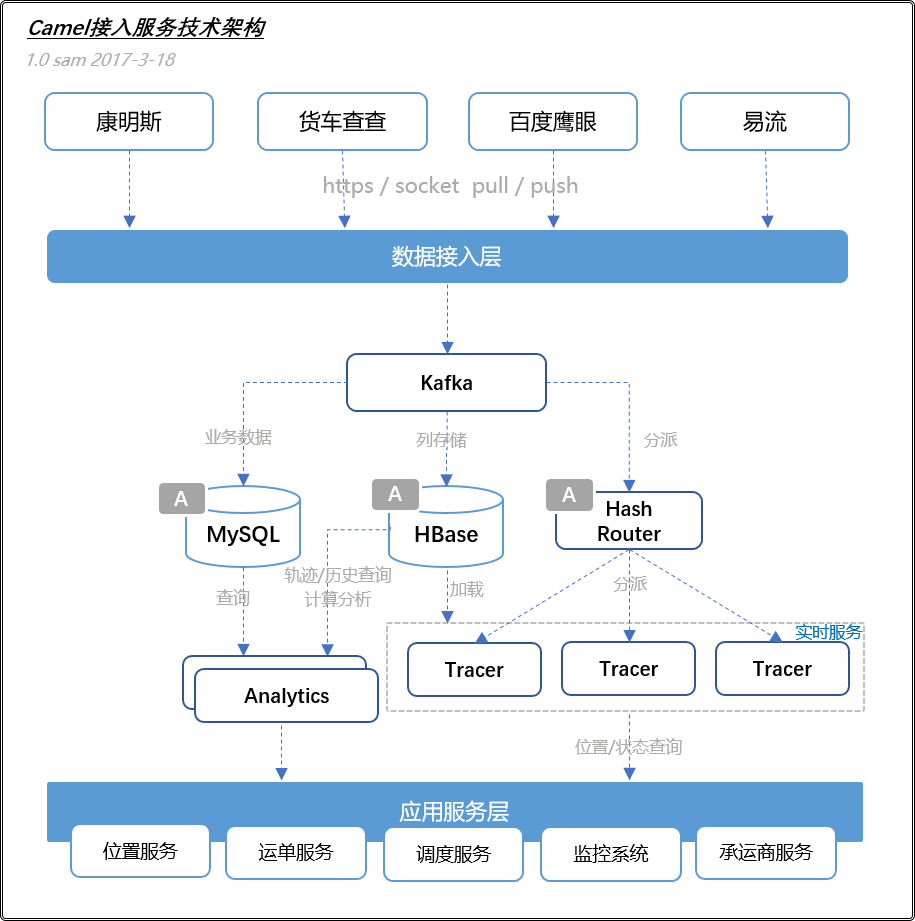 Camel接入服务技术架构
1.0 sam 2017-3-18
康明斯
货车查查
百度鹰眼
易流
https / socket  pull / push
数据接入层
Kafka
业务数据
列存储
分派
A
MySQL
A
HBase
A
Hash
Router
查询
轨迹/历史查询
计算分析
加载
分派
实时服务
Tracer
Tracer
Tracer
Analytics
位置/状态查询
应用服务层
位置服务
运单服务
调度服务
监控系统
承运商服务